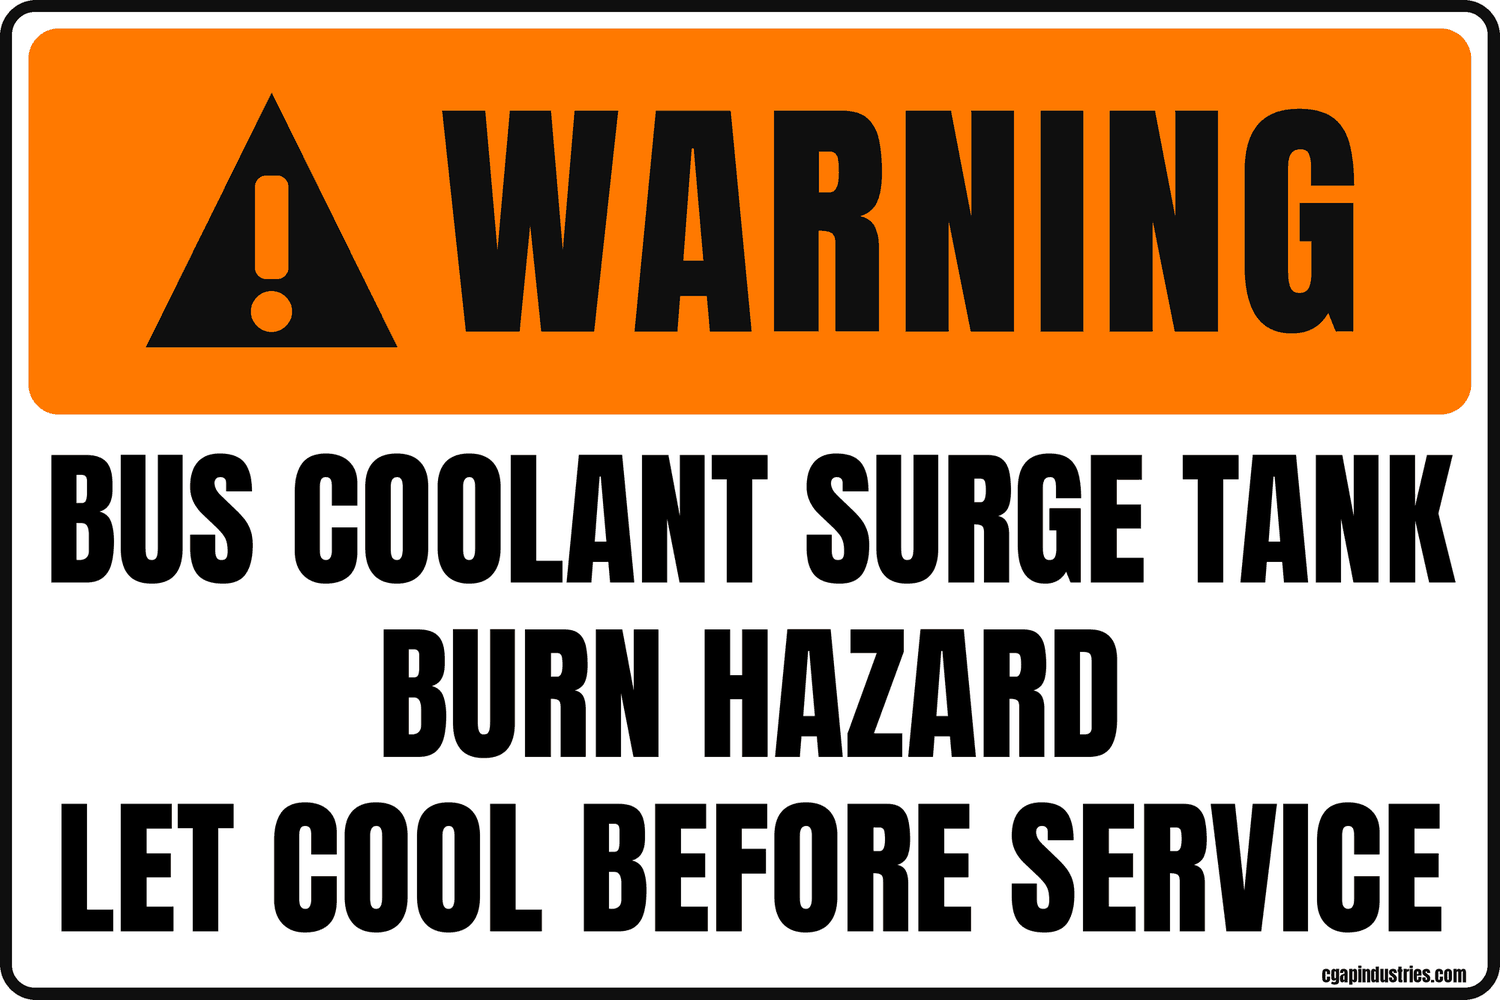 WARNING
BUS COOLANT SURGE TANK
BURN HAZARD
LET COOL BEFORE SERVICE
cgapindustries.com